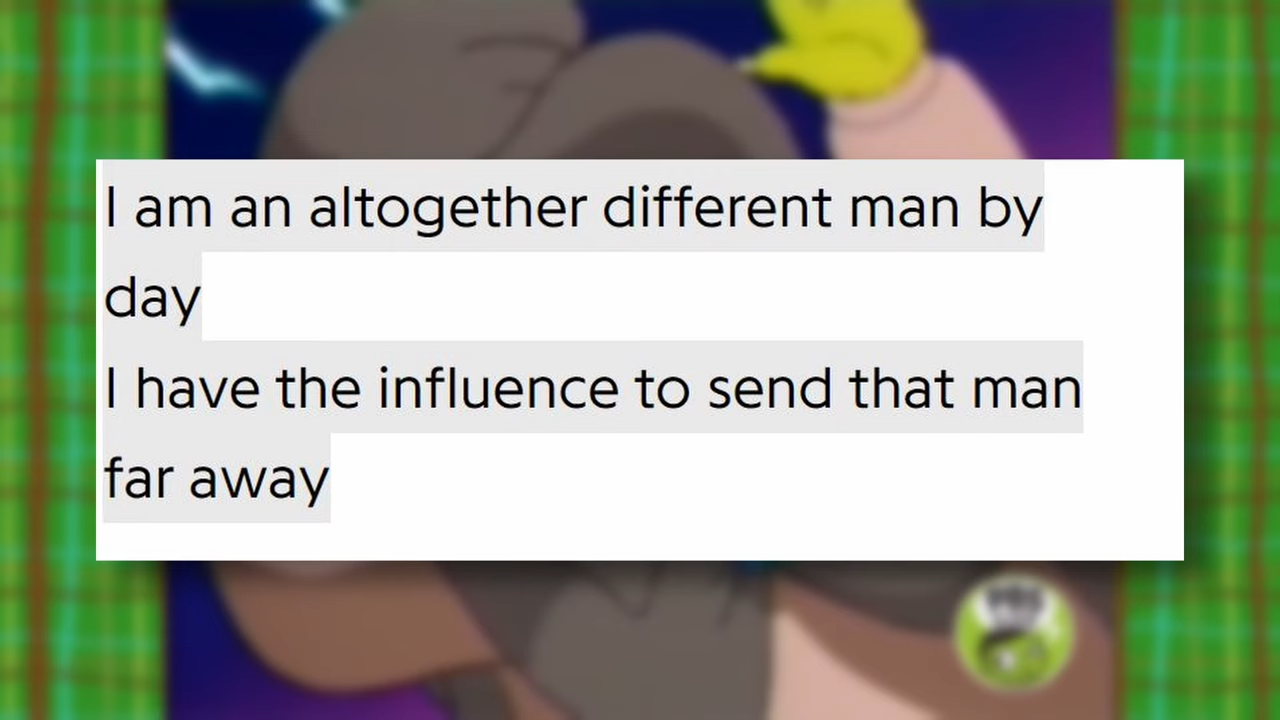 I am an altogether different man by
day
I have the influence to send that man
far away